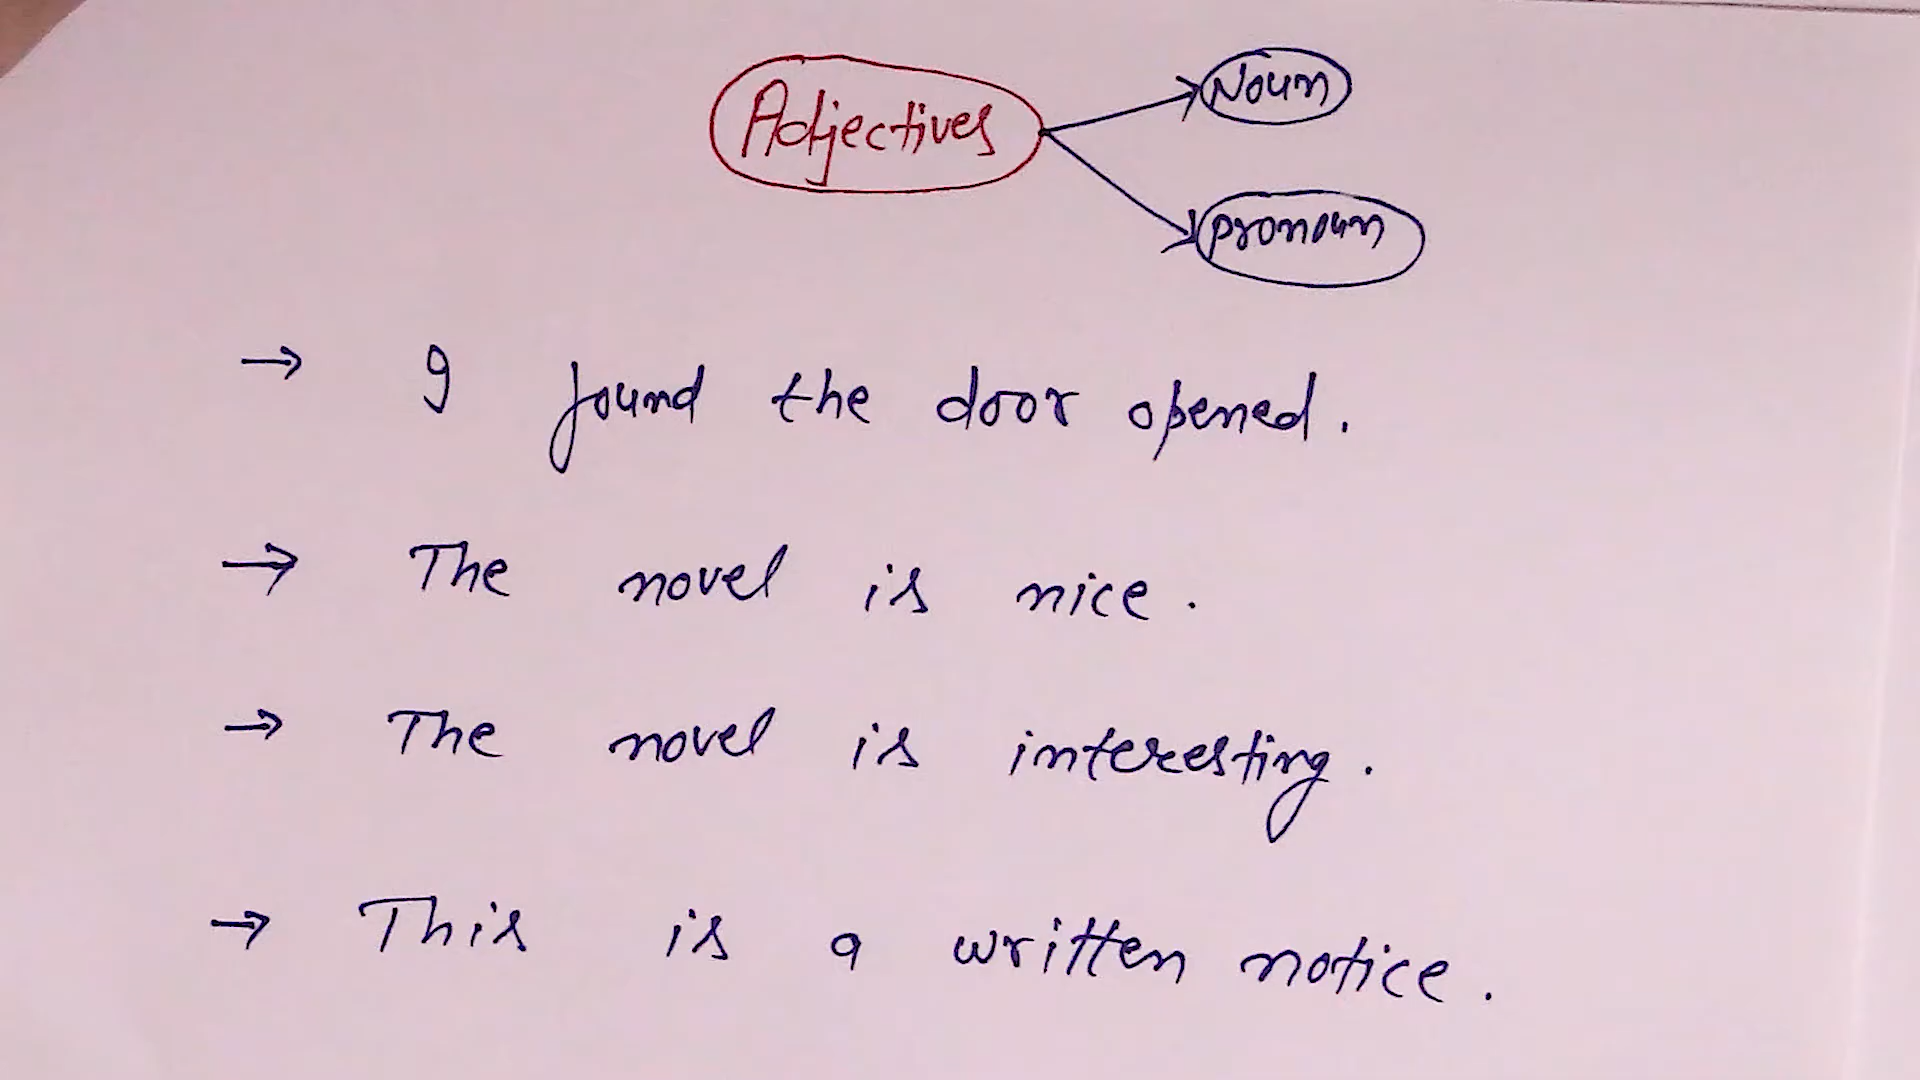 Adjectives
Noun
Pronoun
→ I found the door opened.
→ The novel is nice.
→ The novel is interesting.
→ This is a written notice.